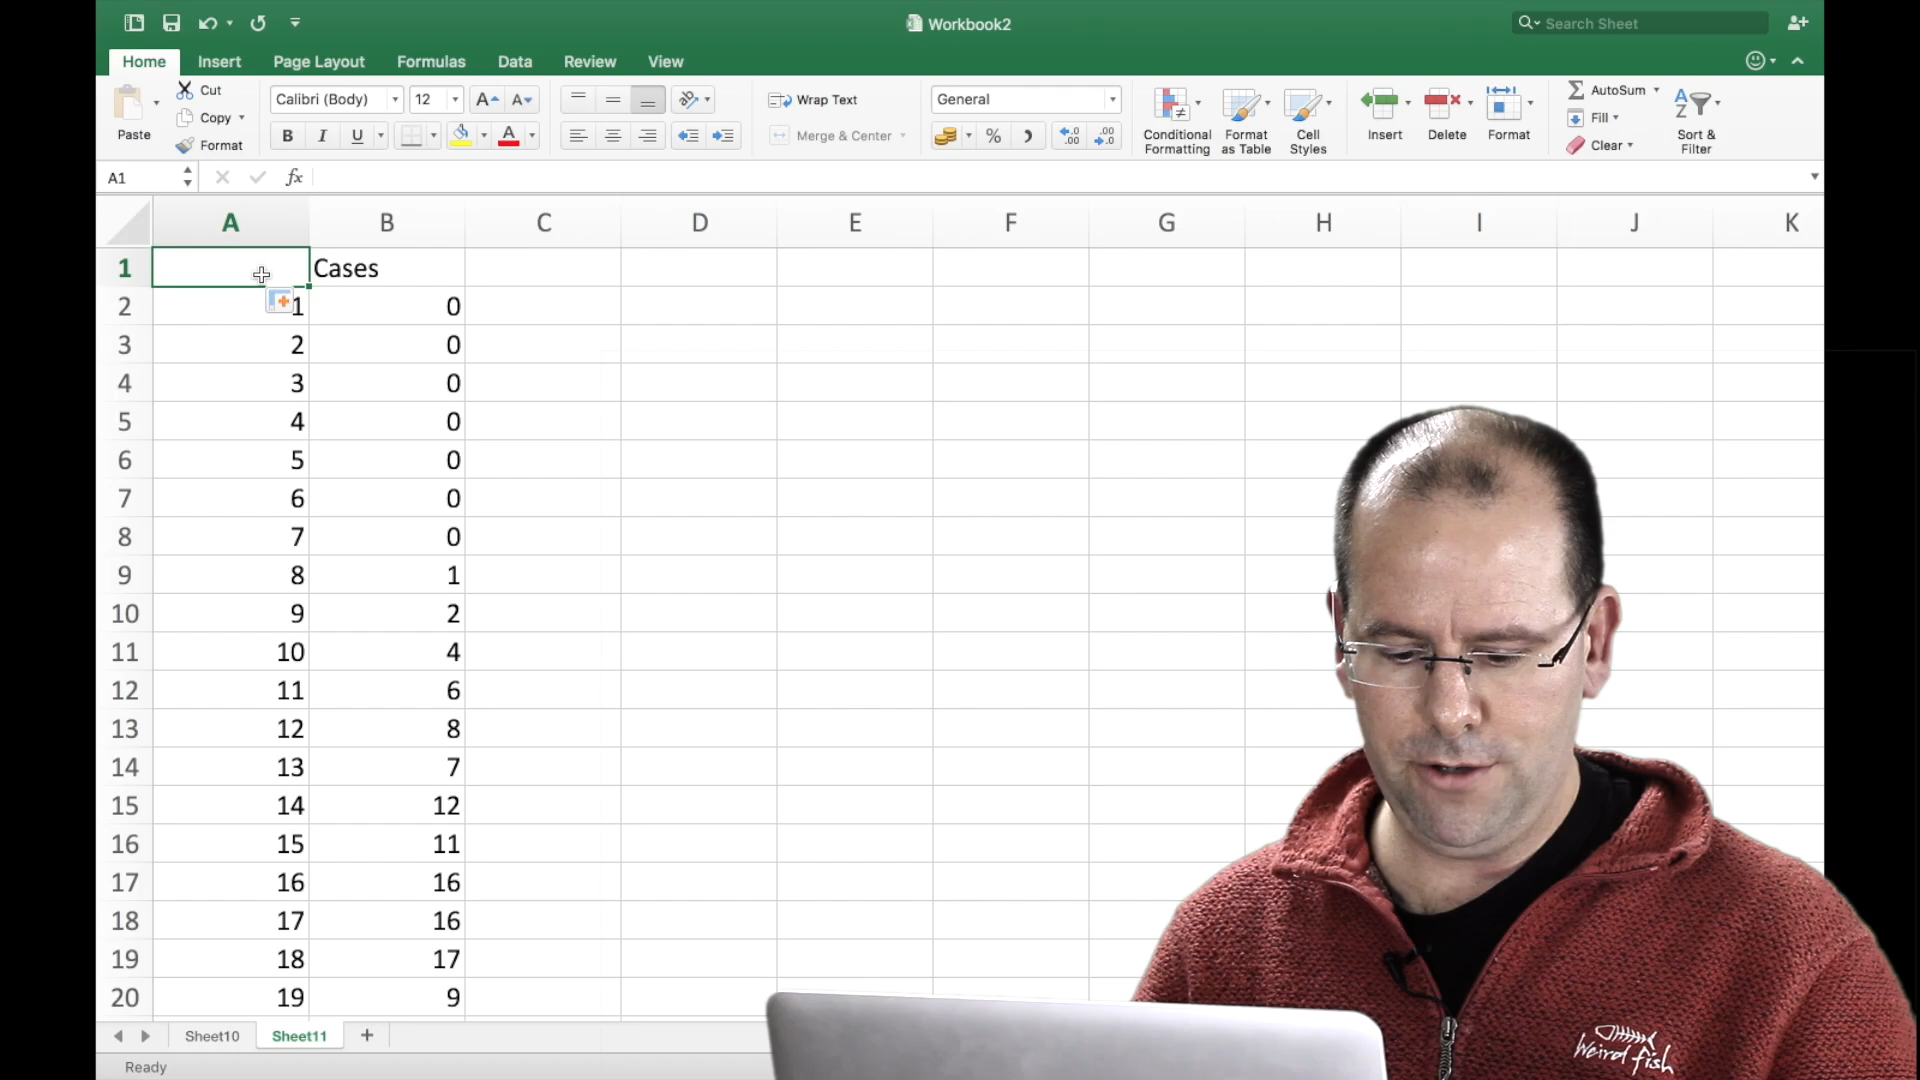 Workbook2
Search Sheet
Home Insert Page Layout Formulas Data Review View
Paste
Cut
Copy
Format
Calibri (Body) 12
B I U
Wrap Text
Merge & Center
General
Conditional Formatting
Format as Table
Cell Styles
Insert
Delete
Format
AutoSum
Fill
Clear
Sort & Filter
A1 fx
A B C D E F G H I J K
1 Cases
2 1 0
3 2 0
4 3 0
5 4 0
6 5 0
7 6 0
8 7 0
9 8 1
10 9 2
11 10 4
12 11 6
13 12 8
14 13 7
15 14 12
16 15 11
17 16 16
18 17 16
19 18 17
20 19 9
Sheet10 Sheet11
Ready
Weird fish